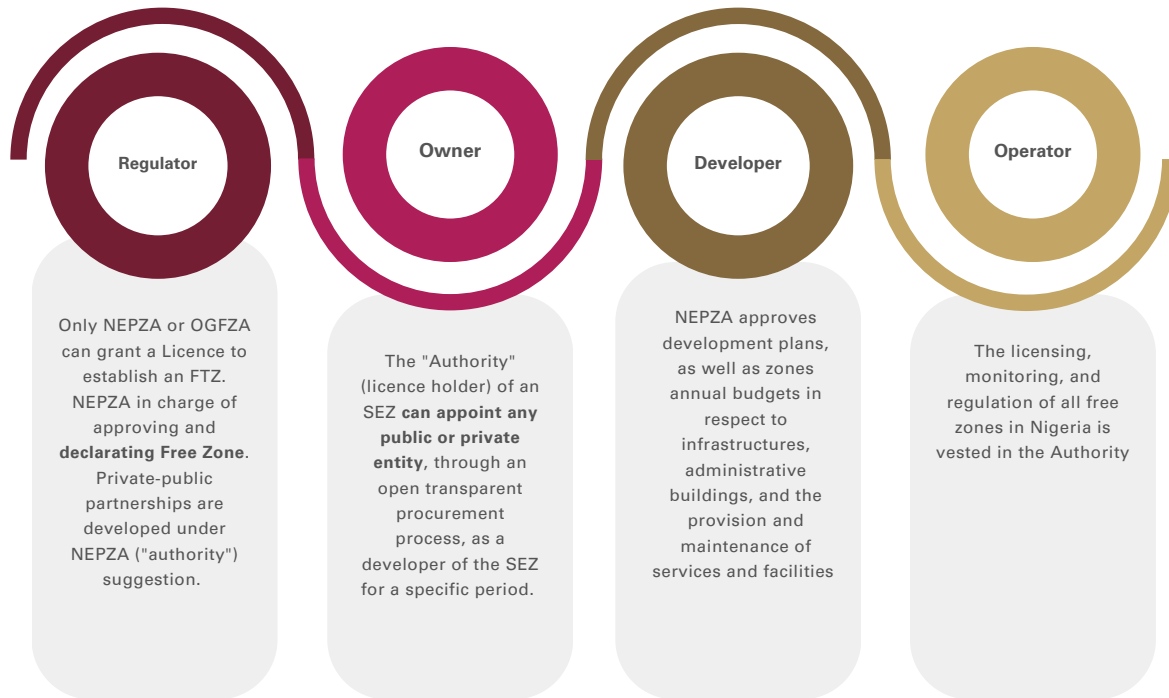 Regulator
Only NEPZA or OGFZA
can grant a Licence to
establish an FTZ.
NEPZA in charge of
approving and
declarating Free Zone.
Private-public
partnerships are
developed under
NEPZA ("authority")
suggestion.
Owner
The "Authority"
(licence holder) of an
SEZ can appoint any
public or private
entity, through an
open transparent
procurement
process, as a
developer of the SEZ
for a specific period.
Developer
NEPZA approves
development plans,
as well as zones
annual budgets in
respect to
infrastructures,
administrative
buildings, and the
provision and
maintenance of
services and facilities
Operator
The licensing,
monitoring, and
regulation of all free
zones in Nigeria is
vested in the Authority